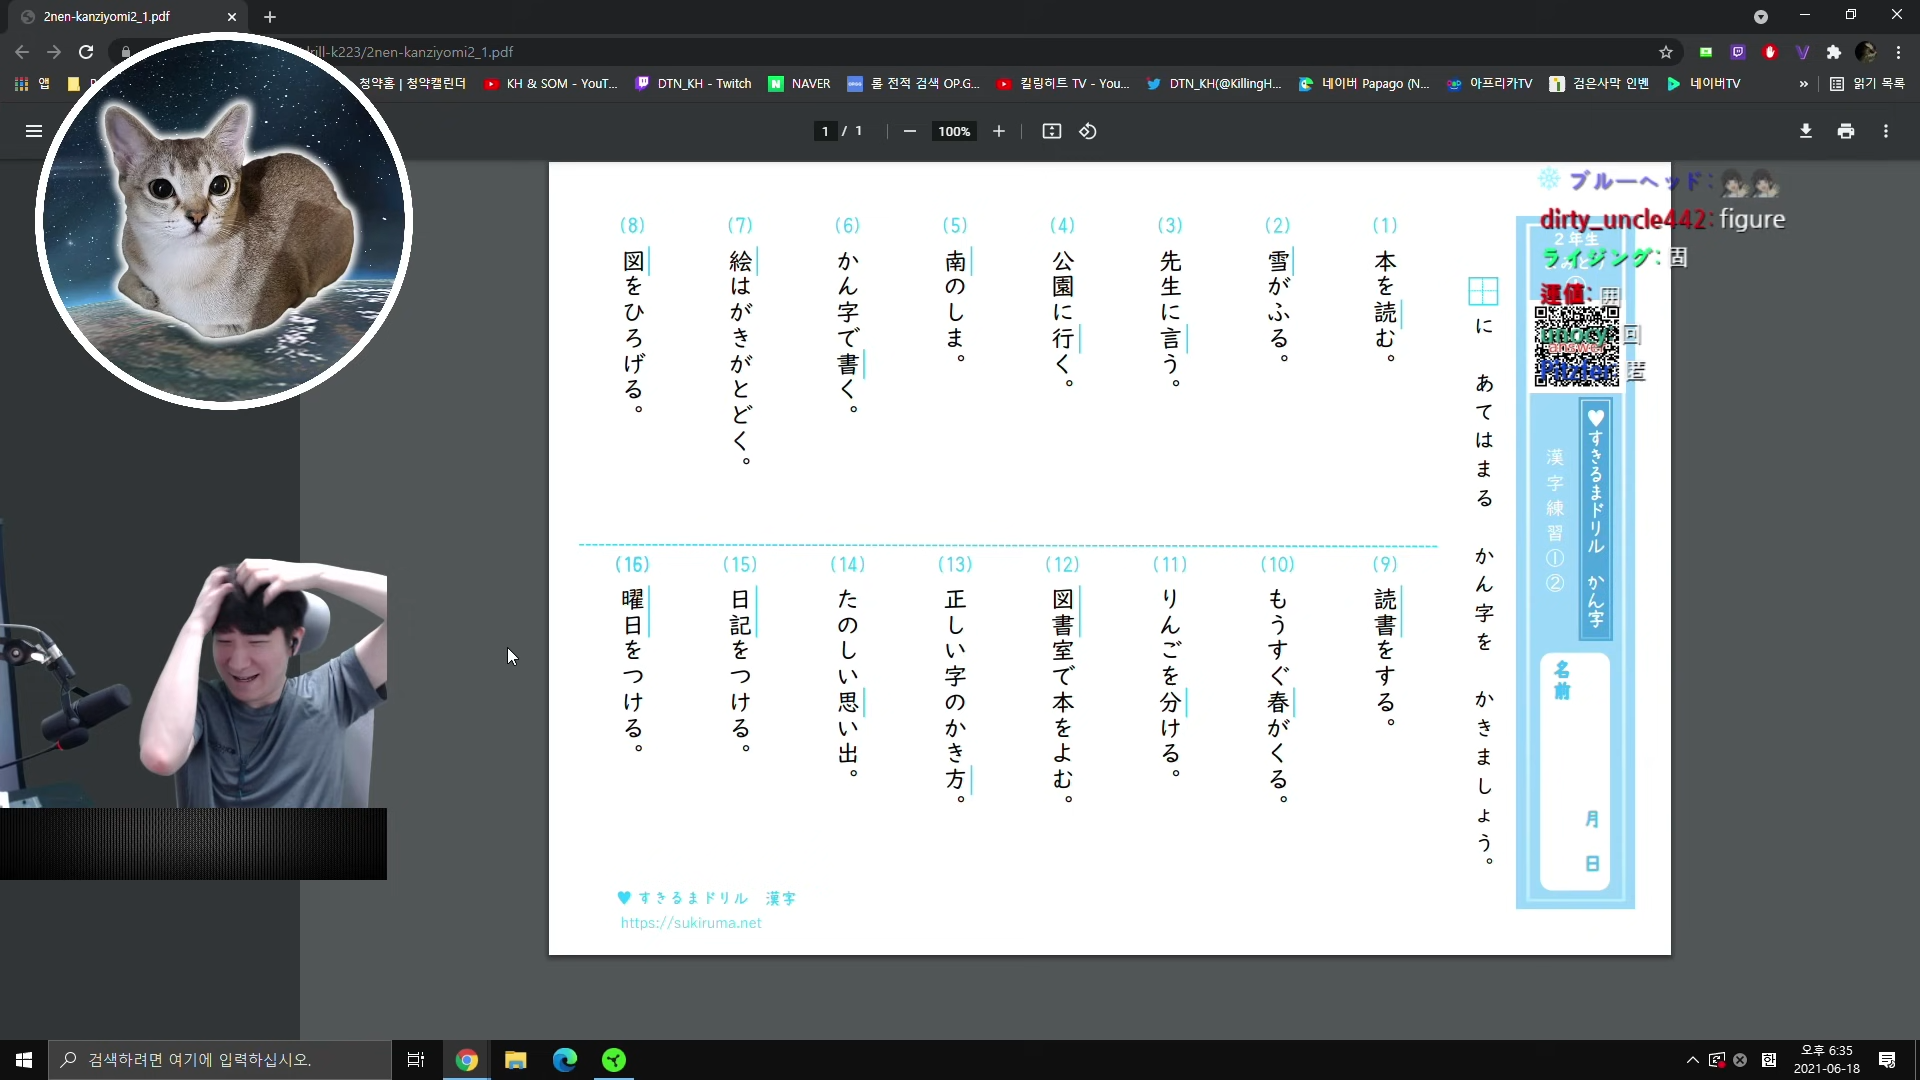 2nen-kanziyomi2_1.pdf
rill-k223/2nen-kanziyomi2_1.pdf
앱
청약홈 | 청약캘린더
KH & SOM - YouT...
DTN_KH - Twitch
NAVER
롤 전적 검색 OP.G...
킬링히트 TV - You...
DTN_KH(@KillingH...
네이버 Papago (N...
아프리카TV
검은사막 인벤
네이버TV
»
읽기 목록
1 / 1
100%
ブルーヘッド:
dirty_uncle442: figure
ライジング: 固
運値: 囲
unocy: 回
Pitzler: 匿
2年生
♥すきるまドリル かん字
漢字練習①②
名前
月 日
田に あてはまる かん字を かきましょう。
(1) 本を読む。
(2) 雪がふる。
(3) 先生に言う。
(4) 公園に行く。
(5) 南のしま。
(6) かん字で書く。
(7) 絵はがきがとどく。
(8) 図をひろげる。
(9) 読書をする。
(10) もうすぐ春がくる。
(11) りんごを分ける。
(12) 図書室で本をよむ。
(13) 正しい字のかき方。
(14) たのしい思い出。
(15) 日記をつける。
(16) 曜日をつける。
♥ すきるまドリル 漢字
https://sukiruma.net
검색하려면 여기에 입력하십시오.
한
오후 6:35
2021-06-18